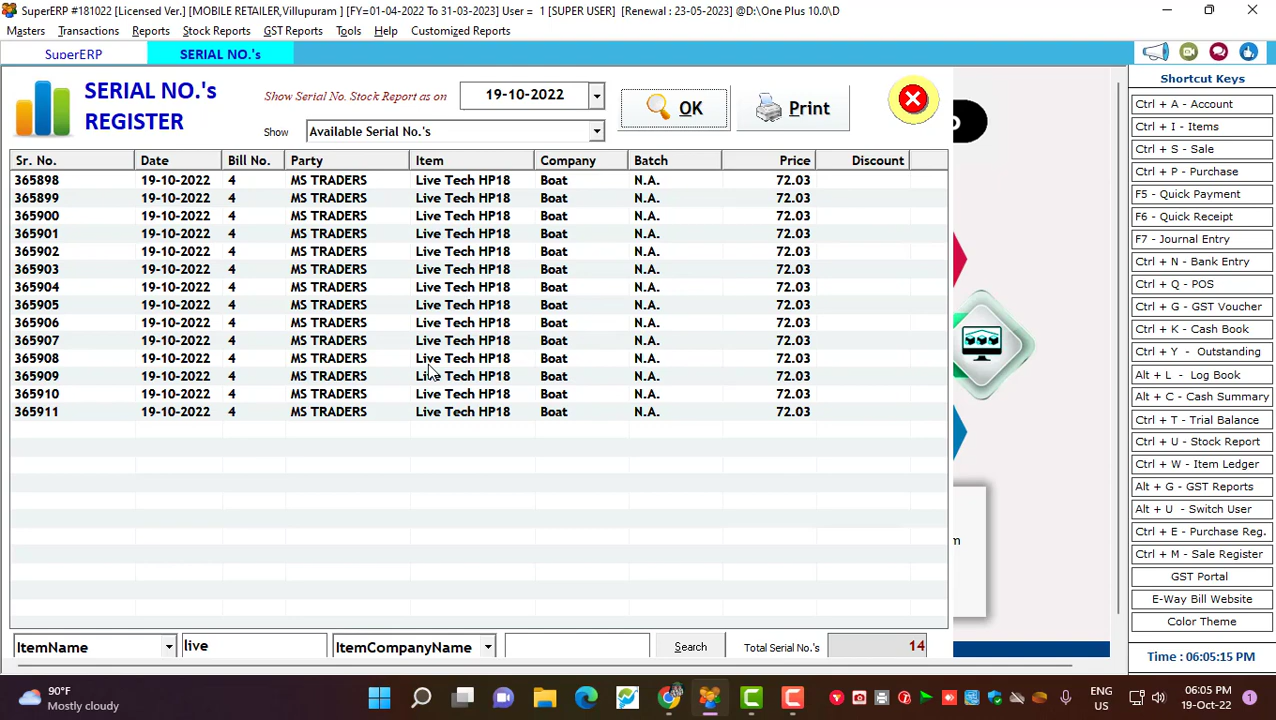 SuperERP #181022 [Licensed Ver.] [MOBILE RETAILER,Villupuram ] [FY=01-04-2022 To 31-03-2023] User = 1 [SUPER USER] [Renewal : 23-05-2023] @D:\One Plus 10.0\D
Masters Transactions Reports Stock Reports GST Reports Tools Help Customized Reports
SuperERP SERIAL NO.'s
SERIAL NO.'s
REGISTER
Show Serial No. Stock Report as on 19-10-2022 OK Print
Show Available Serial No.'s
Sr. No. Date Bill No. Party Item Company Batch Price Discount
365898 19-10-2022 4 MS TRADERS Live Tech HP18 Boat N.A. 72.03
365899 19-10-2022 4 MS TRADERS Live Tech HP18 Boat N.A. 72.03
365900 19-10-2022 4 MS TRADERS Live Tech HP18 Boat N.A. 72.03
365901 19-10-2022 4 MS TRADERS Live Tech HP18 Boat N.A. 72.03
365902 19-10-2022 4 MS TRADERS Live Tech HP18 Boat N.A. 72.03
365903 19-10-2022 4 MS TRADERS Live Tech HP18 Boat N.A. 72.03
365904 19-10-2022 4 MS TRADERS Live Tech HP18 Boat N.A. 72.03
365905 19-10-2022 4 MS TRADERS Live Tech HP18 Boat N.A. 72.03
365906 19-10-2022 4 MS TRADERS Live Tech HP18 Boat N.A. 72.03
365907 19-10-2022 4 MS TRADERS Live Tech HP18 Boat N.A. 72.03
365908 19-10-2022 4 MS TRADERS Live Tech HP18 Boat N.A. 72.03
365909 19-10-2022 4 MS TRADERS Live Tech HP18 Boat N.A. 72.03
365910 19-10-2022 4 MS TRADERS Live Tech HP18 Boat N.A. 72.03
365911 19-10-2022 4 MS TRADERS Live Tech HP18 Boat N.A. 72.03
ItemName live ItemCompanyName Search Total Serial No.'s 14
Shortcut Keys
Ctrl + A - Account
Ctrl + I - Items
Ctrl + S - Sale
Ctrl + P - Purchase
F5 - Quick Payment
F6 - Quick Receipt
F7 - Journal Entry
Ctrl + N - Bank Entry
Ctrl + Q - POS
Ctrl + G - GST Voucher
Ctrl + K - Cash Book
Ctrl + Y - Outstanding
Alt + L - Log Book
Alt + C - Cash Summary
Ctrl + T - Trial Balance
Ctrl + U - Stock Report
Ctrl + W - Item Ledger
Alt + G - GST Reports
Alt + U - Switch User
Ctrl + E - Purchase Reg.
Ctrl + M - Sale Register
GST Portal
E-Way Bill Website
Color Theme
Time : 06:05:15 PM
90°F
Mostly cloudy
ENG
US
06:05 PM
19-Oct-22
1